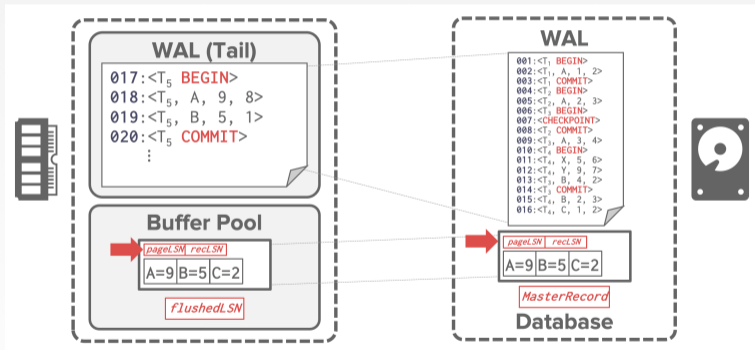 WAL (Tail)
017:<T5 BEGIN>
018:<T5, A, 9, 8>
019:<T5, B, 5, 1>
020:<T5 COMMIT>
⋮
Buffer Pool
pageLSN recLSN
A=9 B=5 C=2
flushedLSN
WAL
001:<T1 BEGIN>
002:<T1, A, 1, 2>
003:<T1 COMMIT>
004:<T2 BEGIN>
005:<T2, A, 2, 3>
006:<T3 BEGIN>
007:<CHECKPOINT>
008:<T2 COMMIT>
009:<T3, A, 3, 4>
010:<T4 BEGIN>
011:<T4, X, 5, 6>
012:<T4, Y, 9, 7>
013:<T3, B, 4, 2>
014:<T3 COMMIT>
015:<T4, B, 2, 3>
016:<T4, C, 1, 2>
pageLSN recLSN
A=9 B=5 C=2
MasterRecord
Database